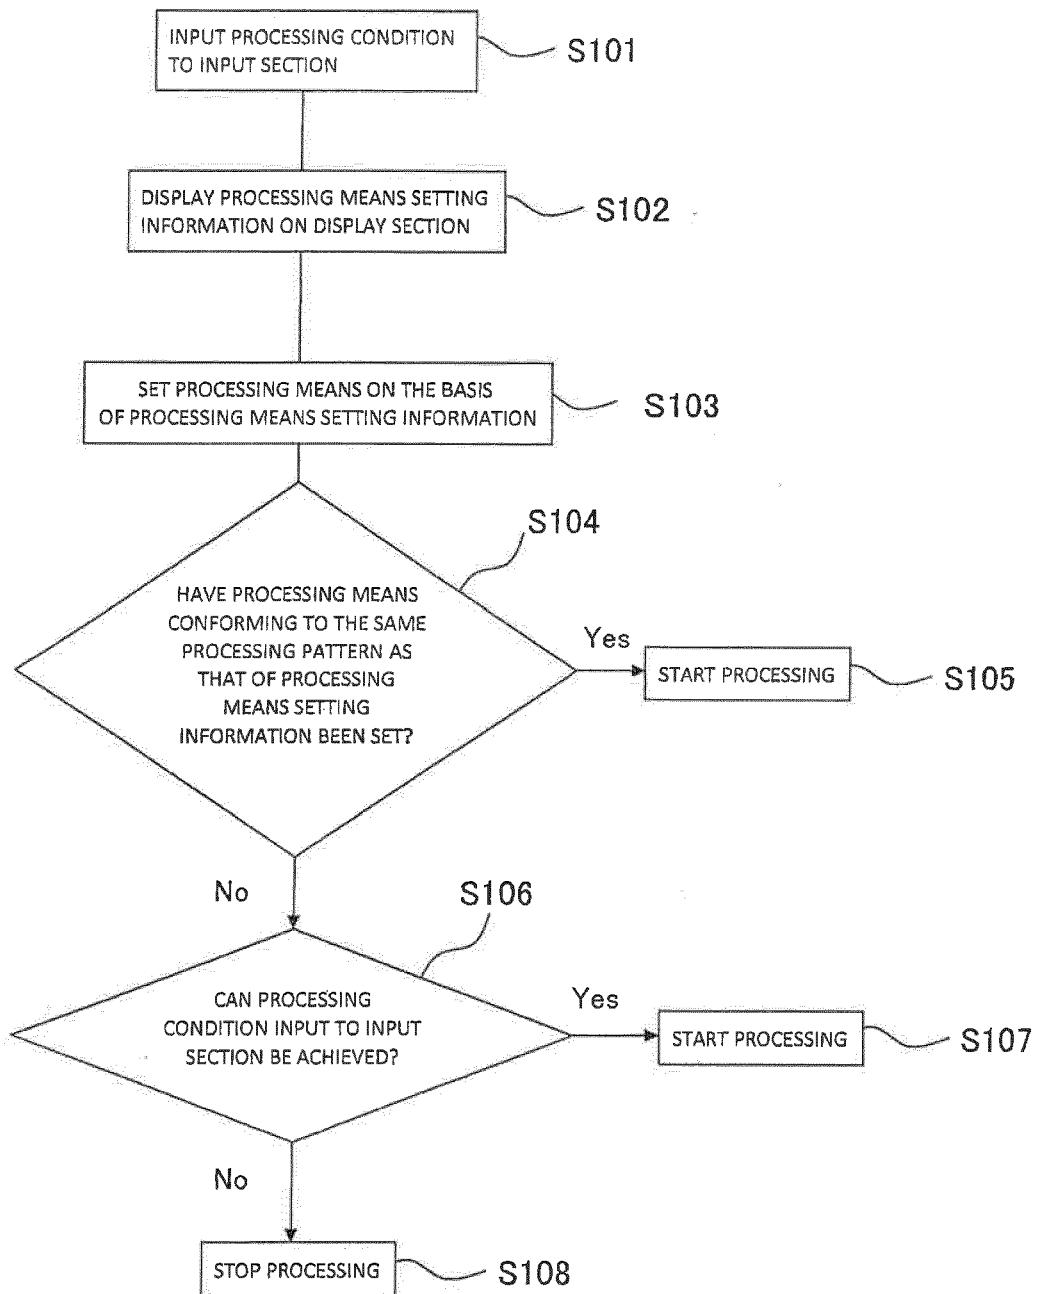 INPUT PROCESSING CONDITION
TO INPUT SECTION
S101
DISPLAY PROCESSING MEANS SETTING
INFORMATION ON DISPLAY SECTION
S102
SET PROCESSING MEANS ON THE BASIS
OF PROCESSING MEANS SETTING INFORMATION
S103
S104
HAVE PROCESSING MEANS
CONFORMING TO THE SAME
PROCESSING PATTERN AS
THAT OF PROCESSING
MEANS SETTING
INFORMATION BEEN SET?
Yes
START PROCESSING
S105
No
S106
CAN PROCESSING
CONDITION INPUT TO INPUT
SECTION BE ACHIEVED?
Yes
START PROCESSING
S107
No
STOP PROCESSING
S108